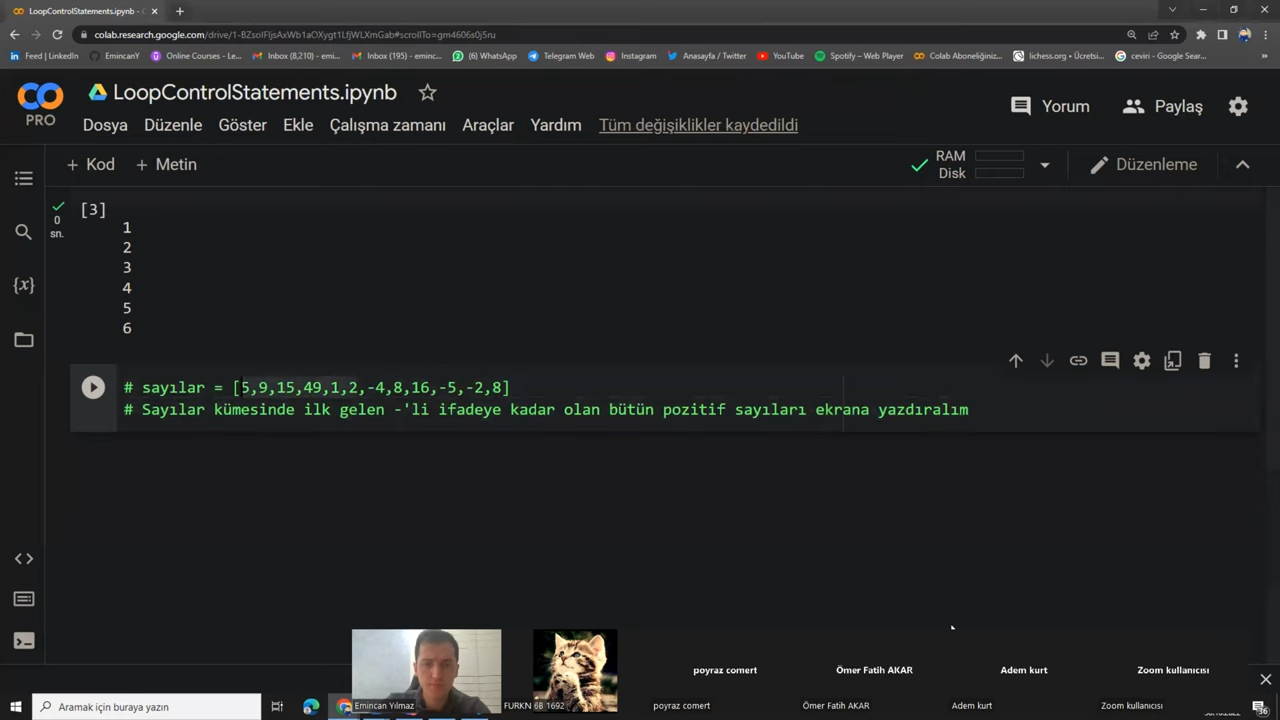 LoopControlStatements.ipynb -
colab.research.google.com/drive/1-BZsoIFIjsAxWb1aOXygt1LfjWLXmGab#scrollTo=gm4606s0j5ru
Feed | LinkedIn
EmincanY
Online Courses - Le...
Inbox (8,210) - emi...
Inbox (195) - eminc...
(6) WhatsApp
Telegram Web
Instagram
Anasayfa / Twitter
YouTube
Spotify – Web Player
Colab Aboneliğiniz...
lichess.org • Ücretsi...
ceviri - Google Sear...
PRO
LoopControlStatements.ipynb
Yorum
Paylaş
Dosya Düzenle Göster Ekle Çalışma zamanı Araçlar Yardım Tüm değişiklikler kaydedildi
+ Kod + Metin
RAM
Disk
Düzenleme
[3]
0
sn.
1
2
3
4
5
6
# sayılar = [5,9,15,49,1,2,-4,8,16,-5,-2,8]
# Sayılar kümesinde ilk gelen -'li ifadeye kadar olan bütün pozitif sayıları ekrana yazdıralım
poyraz comert
Ömer Fatih AKAR
Adem kurt
Zoom kullanıcısı
Emincan Yılmaz
FURKN 6B 1692
poyraz comert
Ömer Fatih AKAR
Adem kurt
Zoom kullanıcısı
Aramak için buraya yazın
36